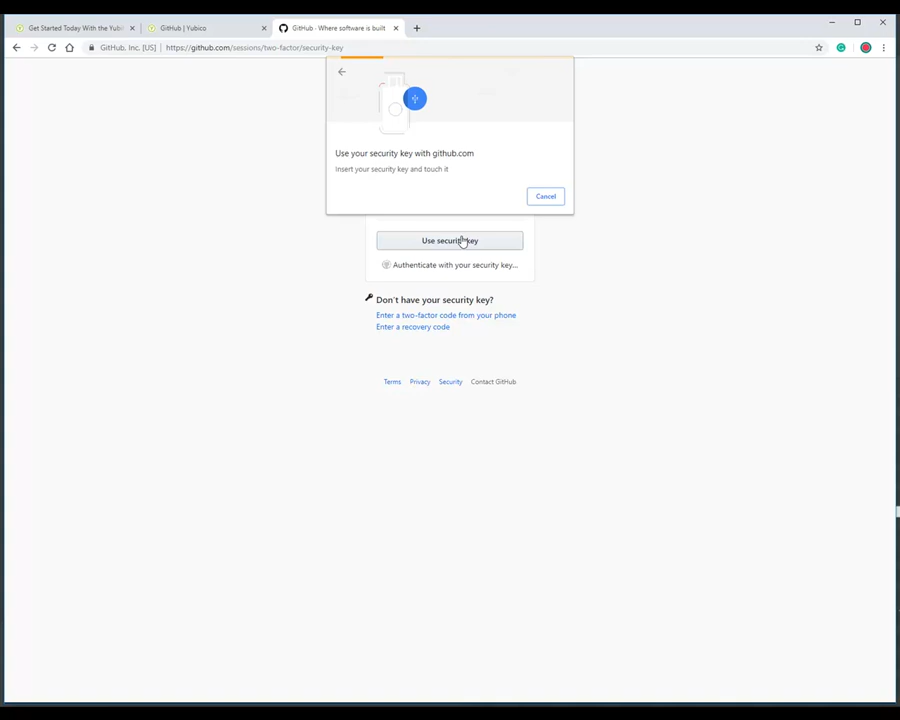 Get Started Today With the Yubi
GitHub | Yubico
GitHub · Where software is built
GitHub, Inc. [US]
https://github.com/sessions/two-factor/security-key
Use your security key with github.com
Insert your security key and touch it
Cancel
Use security key
Authenticate with your security key...
Don't have your security key?
Enter a two-factor code from your phone
Enter a recovery code
Terms Privacy Security Contact GitHub